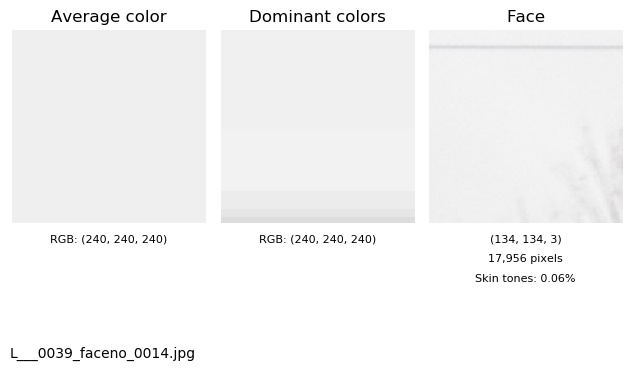 Average color
Dominant colors
Face
RGB: (240, 240, 240)
RGB: (240, 240, 240)
(134, 134, 3)
17,956 pixels
Skin tones: 0.06%
L___0039_faceno_0014.jpg